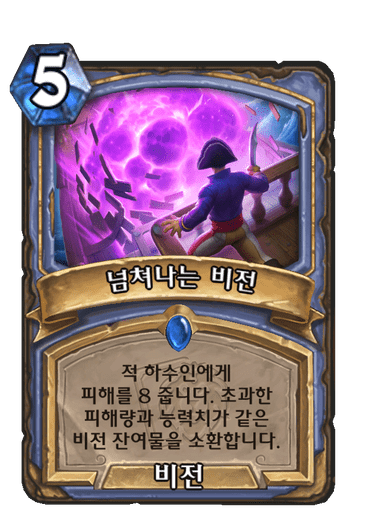 5
넘쳐나는 비전
적 하수인에게
피해를 8 줍니다. 초과한
피해량과 능력치가 같은
비전 잔여물을 소환합니다.
비전